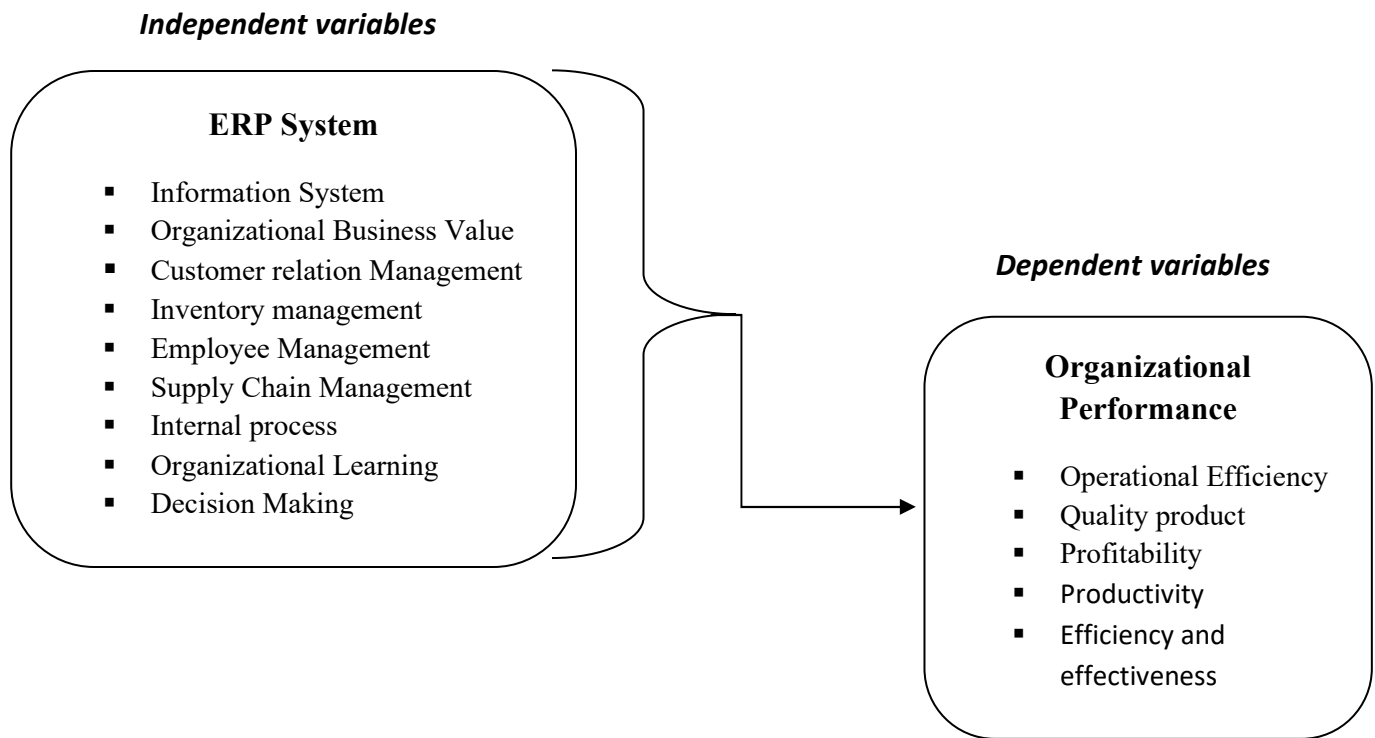 Independent variables
ERP System
▪ Information System
▪ Organizational Business Value
▪ Customer relation Management
▪ Inventory management
▪ Employee Management
▪ Supply Chain Management
▪ Internal process
▪ Organizational Learning
▪ Decision Making
Dependent variables
Organizational
Performance
▪ Operational Efficiency
▪ Quality product
▪ Profitability
▪ Productivity
▪ Efficiency and
effectiveness